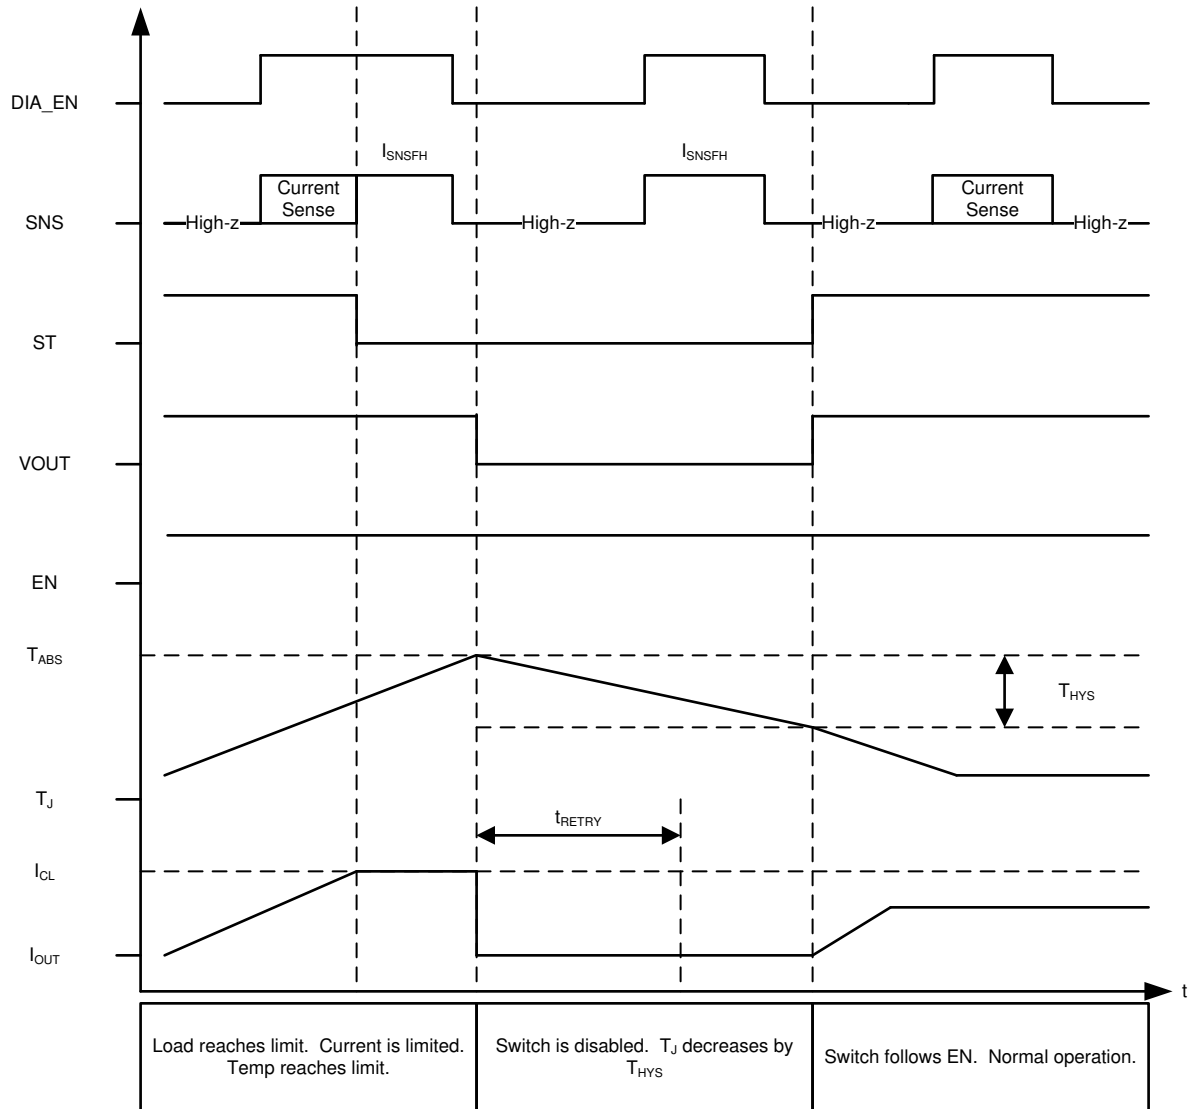 DIA_EN
I_SNSFH
I_SNSFH
SNS
High-z
Current
Sense
High-z
High-z
Current
Sense
High-z
ST
VOUT
EN
T_ABS
T_HYS
T_J
t_RETRY
I_CL
I_OUT
t
Load reaches limit. Current is limited.
Temp reaches limit.
Switch is disabled. T_J decreases by
T_HYS
Switch follows EN. Normal operation.